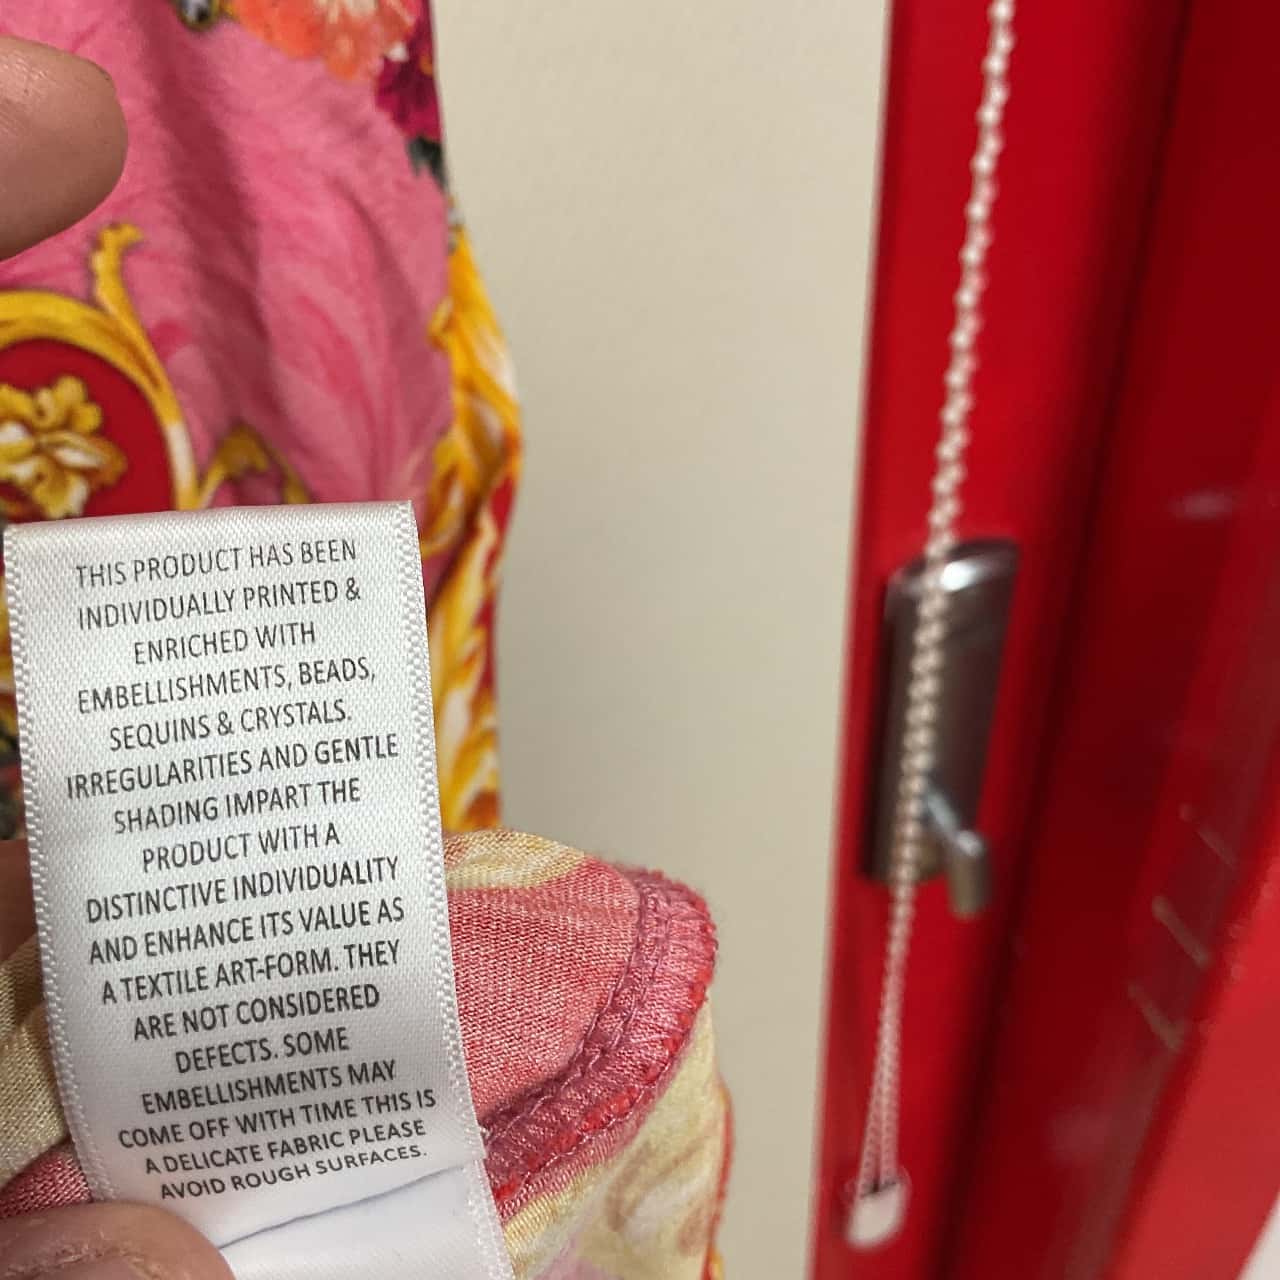 THIS PRODUCT HAS BEEN
INDIVIDUALLY PRINTED &
ENRICHED WITH
EMBELLISHMENTS, BEADS,
SEQUINS & CRYSTALS.
IRREGULARITIES AND GENTLE
SHADING IMPART THE
PRODUCT WITH A
DISTINCTIVE INDIVIDUALITY
AND ENHANCE ITS VALUE AS
A TEXTILE ART-FORM. THEY
ARE NOT CONSIDERED
DEFECTS. SOME
EMBELLISHMENTS MAY
COME OFF WITH TIME THIS IS
A DELICATE FABRIC PLEASE
AVOID ROUGH SURFACES.